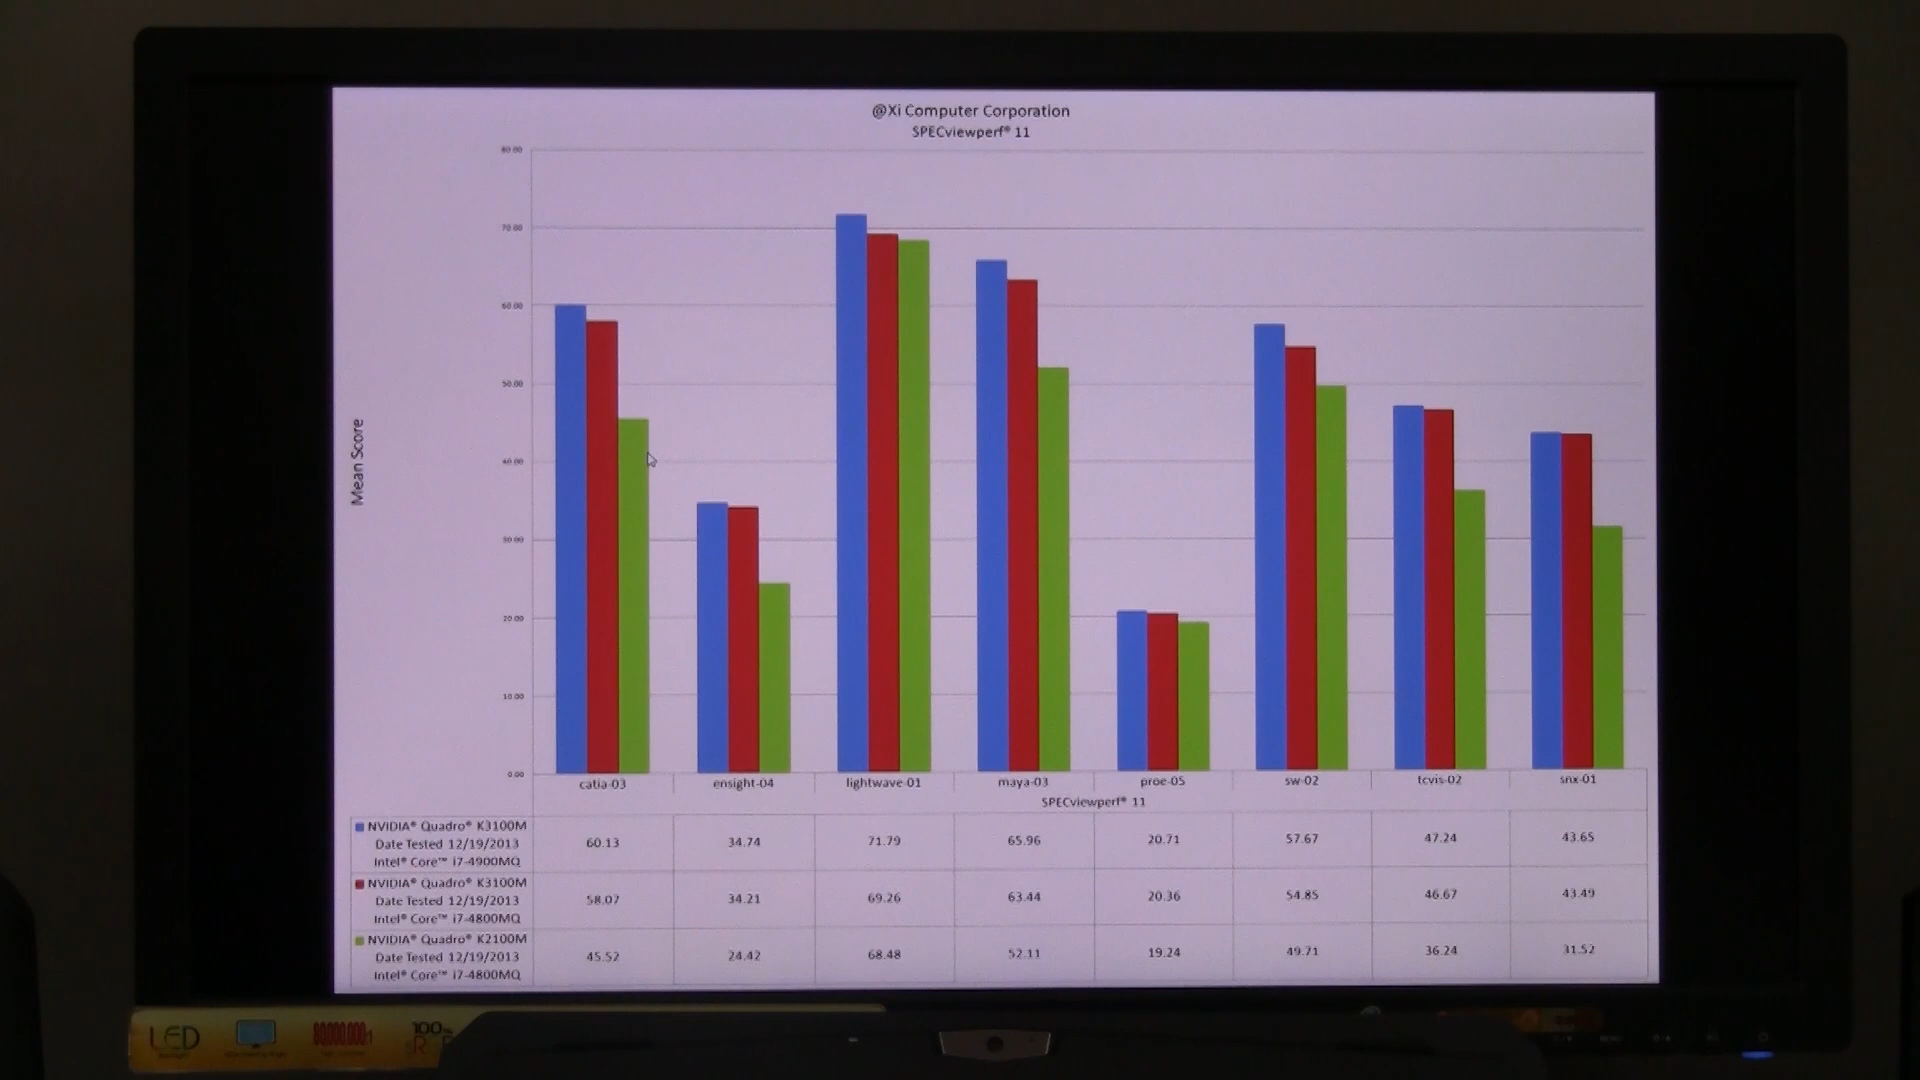 @Xi Computer Corporation
SPECviewperf® 11
80.00
70.00
60.00
50.00
40.00
30.00
20.00
10.00
0.00
Mean Score
catia-03 ensight-04 lightwave-01 maya-03 proe-05 sw-02 tcvis-02 snx-01
SPECviewperf® 11
NVIDIA® Quadro® K3100M
Date Tested 12/19/2013
Intel® Core™ i7-4900MQ
60.13 34.74 71.79 65.96 20.71 57.67 47.24 43.65
NVIDIA® Quadro® K3100M
Date Tested 12/19/2013
Intel® Core™ i7-4800MQ
58.07 34.21 69.26 63.44 20.36 54.85 46.67 43.49
NVIDIA® Quadro® K2100M
Date Tested 12/19/2013
Intel® Core™ i7-4800MQ
45.52 24.42 68.48 52.11 19.24 49.71 36.24 31.52
LED
80,000,000:1
100%